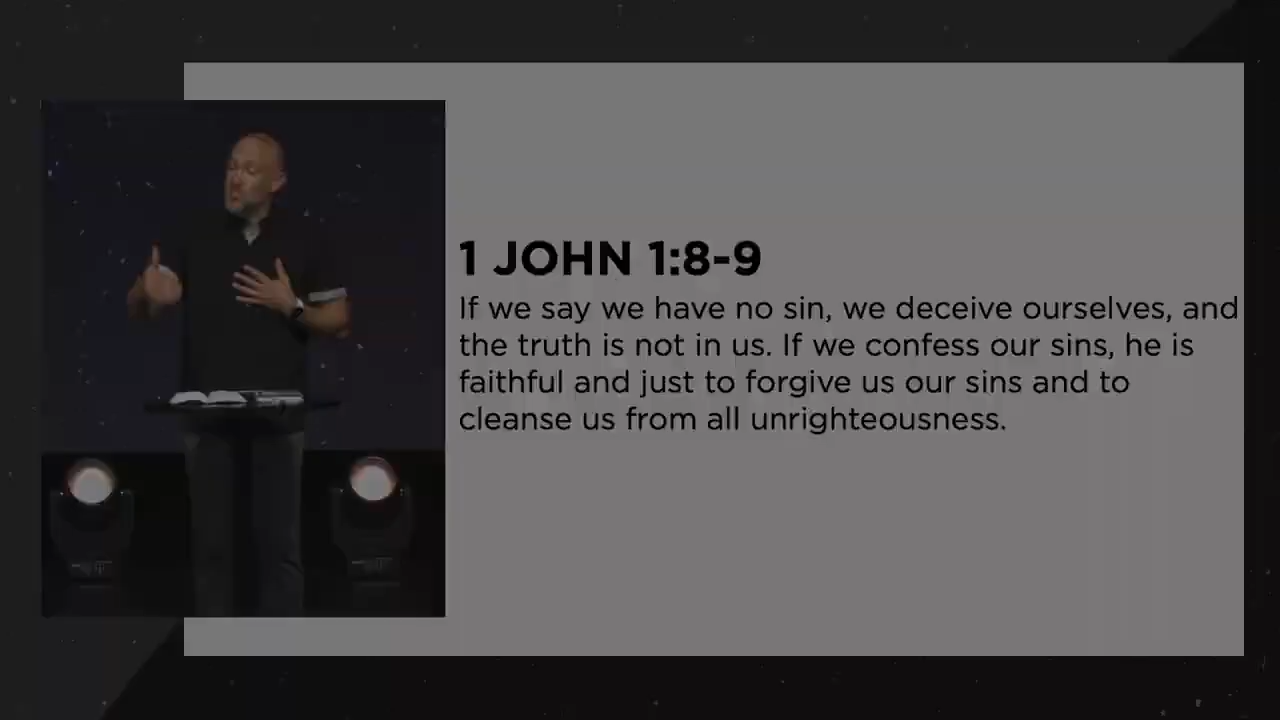 1 JOHN 1:8-9
If we say we have no sin, we deceive ourselves, and
the truth is not in us. If we confess our sins, he is
faithful and just to forgive us our sins and to
cleanse us from all unrighteousness.